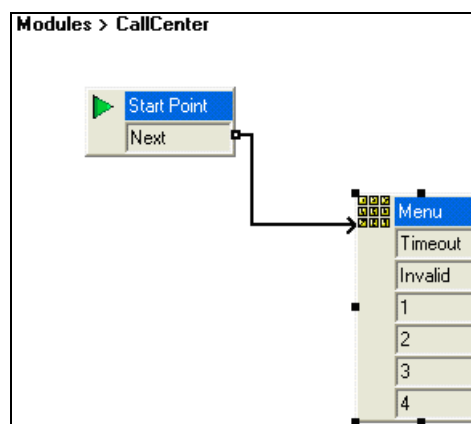 Modules > CallCenter
Start Point
Next
Menu
Timeout
Invalid
1
2
3
4